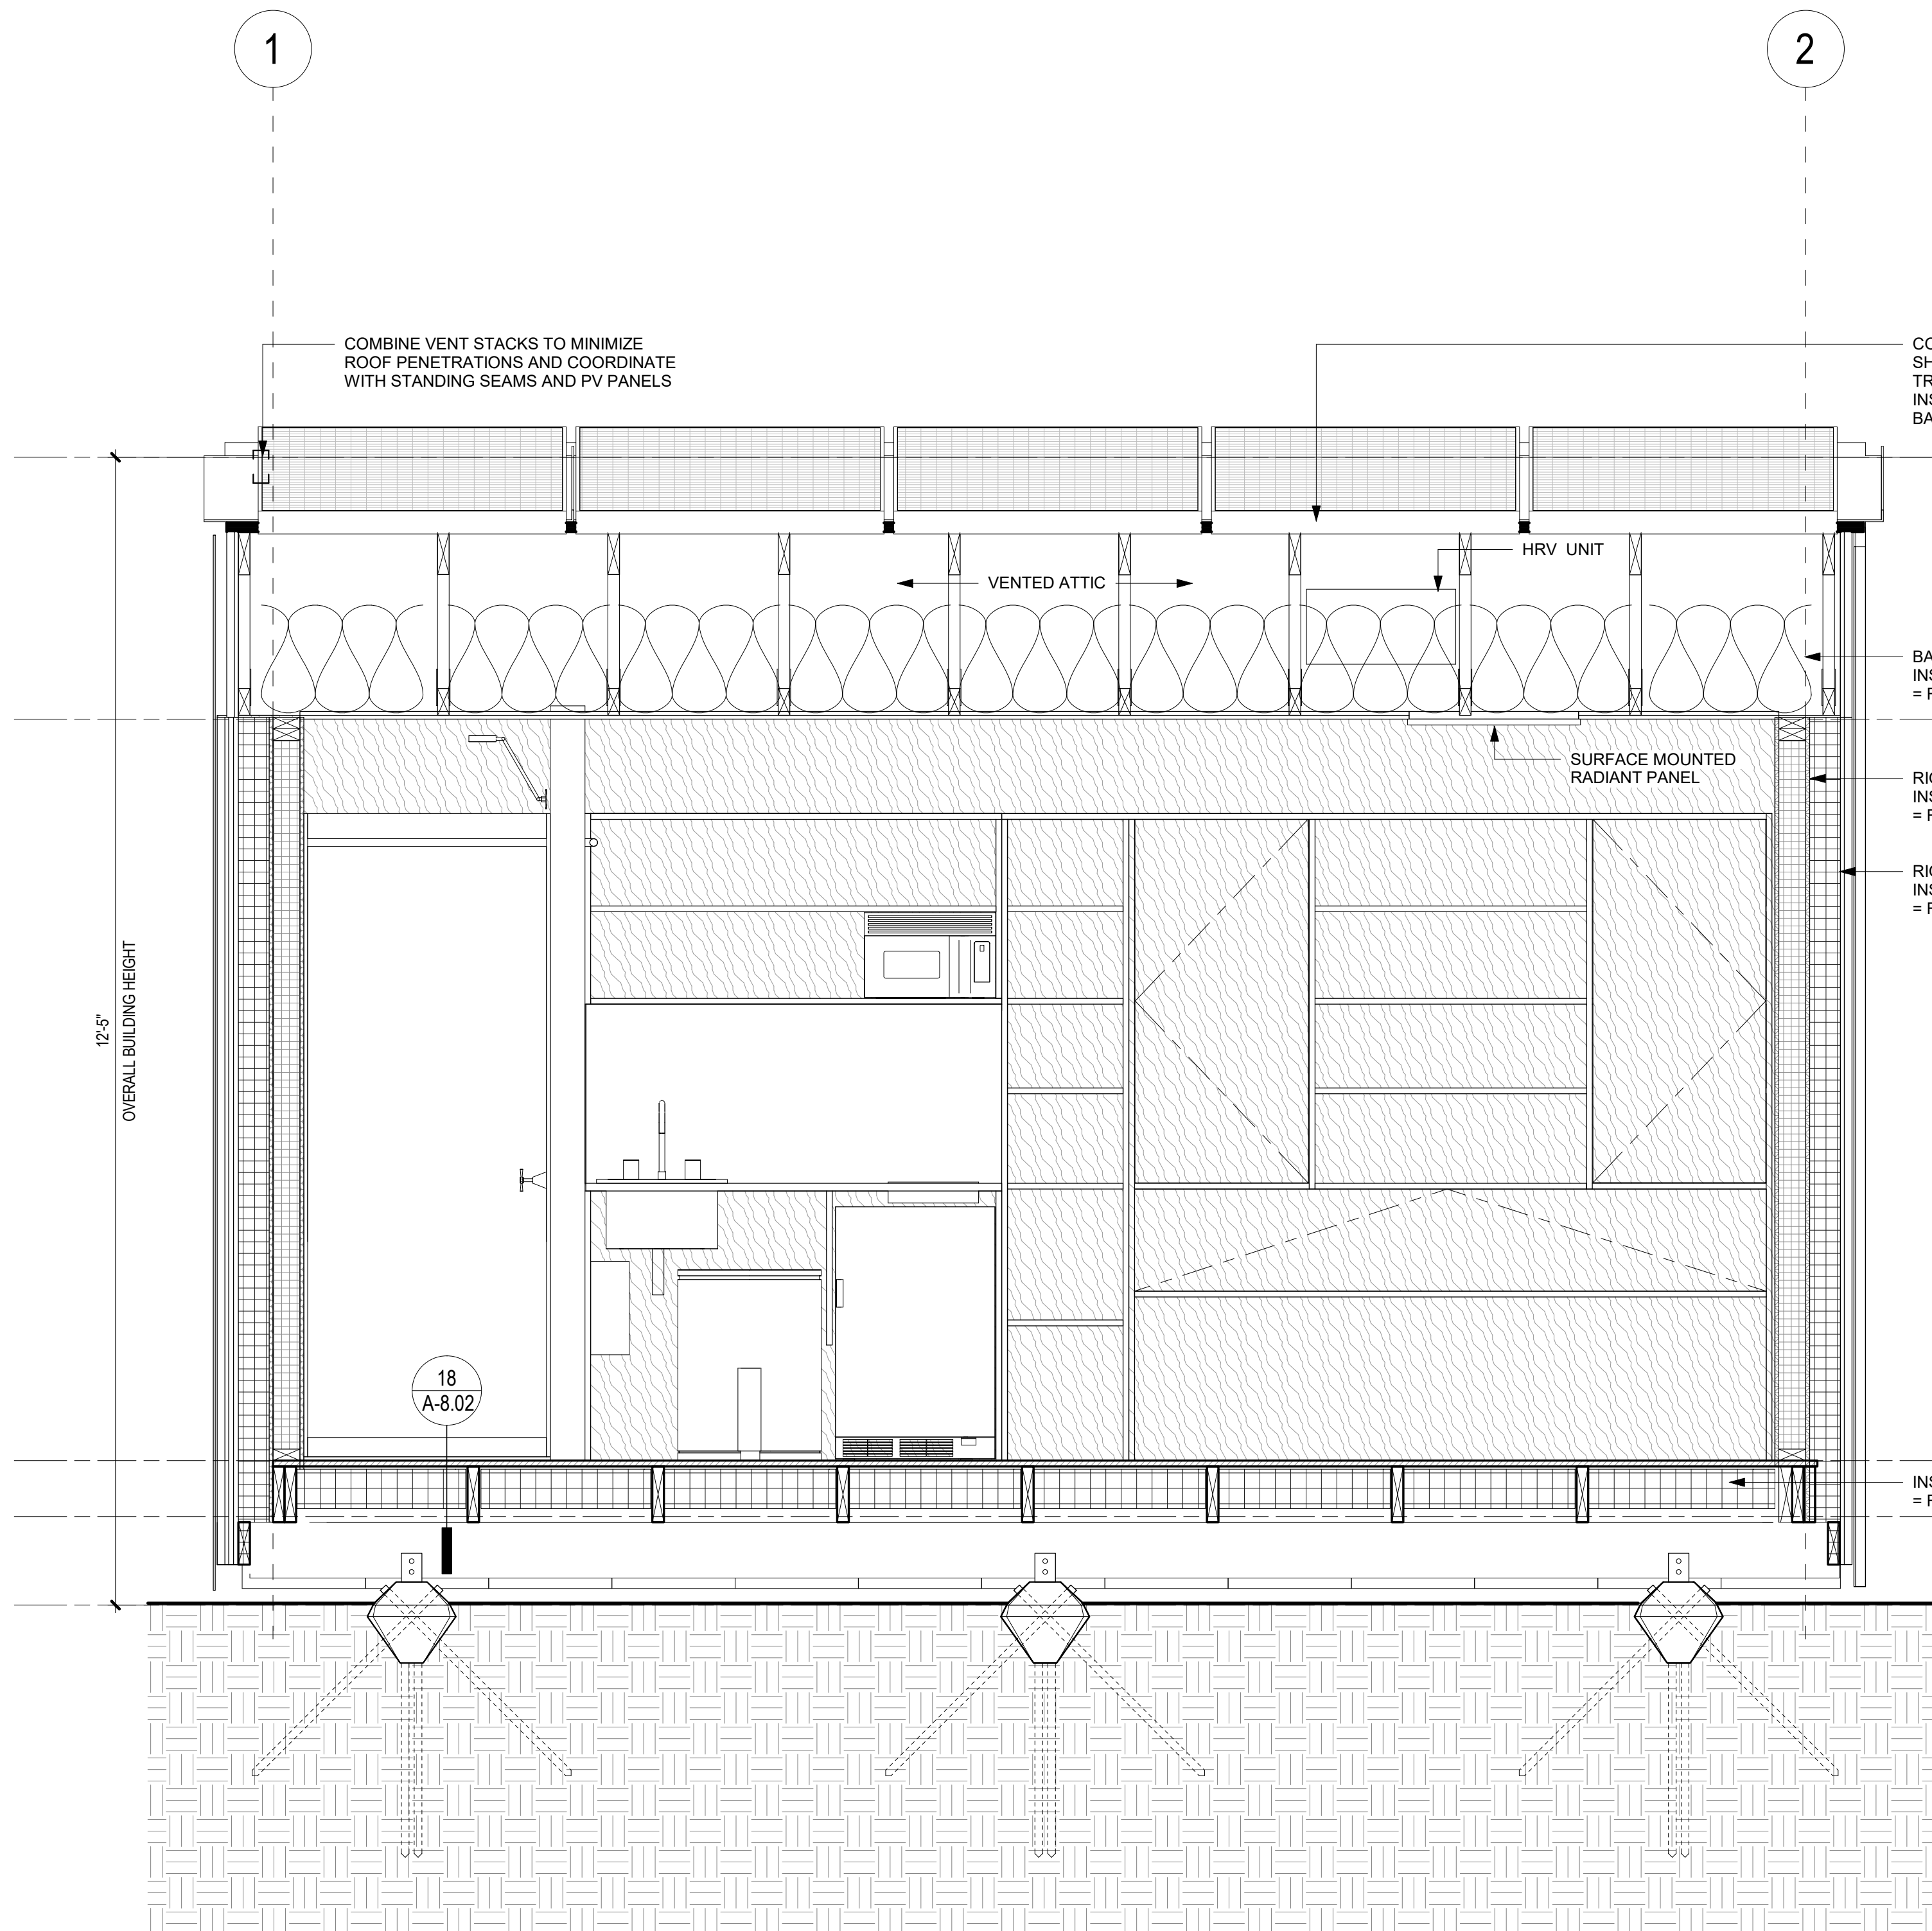 1
2
COMBINE VENT STACKS TO MINIMIZE
ROOF PENETRATIONS AND COORDINATE
WITH STANDING SEAMS AND PV PANELS
HRV UNIT
VENTED ATTIC
SURFACE MOUNTED
RADIANT PANEL
12'-5"
OVERALL BUILDING HEIGHT
18
A-8.02
= F
= F
= F
= F